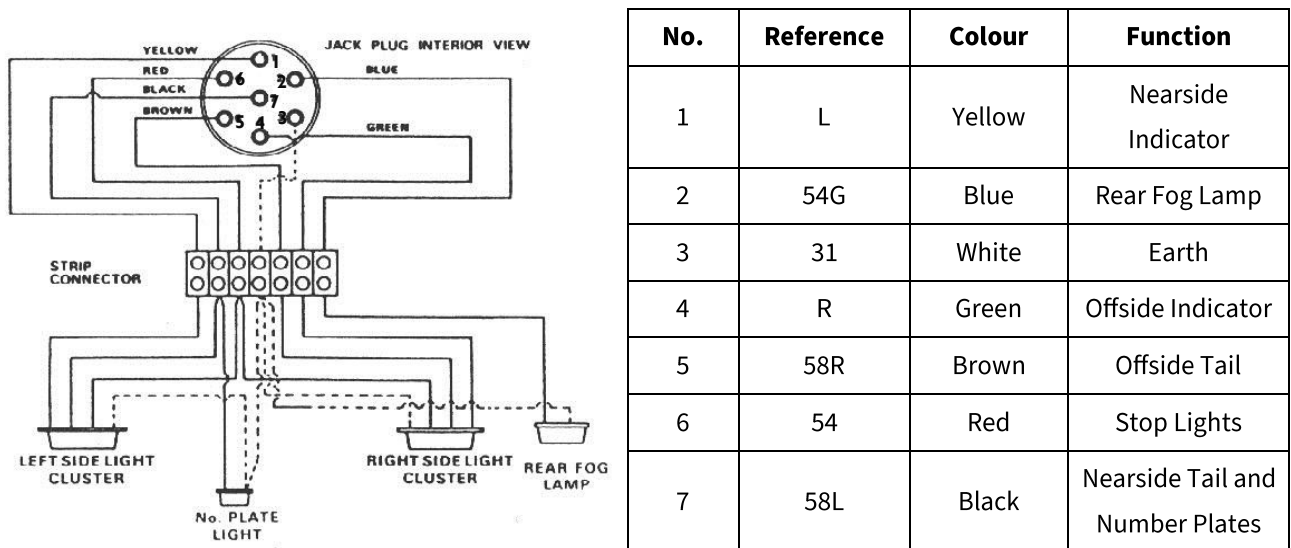 JACK PLUG INTERIOR VIEW
YELLOW
RED
BLACK
BROWN
BLUE
GREEN
1
6
2
7
5
4
3
STRIP
CONNECTOR
LEFT SIDE LIGHT
CLUSTER
RIGHT SIDE LIGHT
CLUSTER
REAR FOG
LAMP
No. PLATE
LIGHT
No. Reference Colour Function
1 L Yellow Nearside
Indicator
2 54G Blue Rear Fog Lamp
3 31 White Earth
4 R Green Offside Indicator
5 58R Brown Offside Tail
6 54 Red Stop Lights
7 58L Black Nearside Tail and
Number Plates